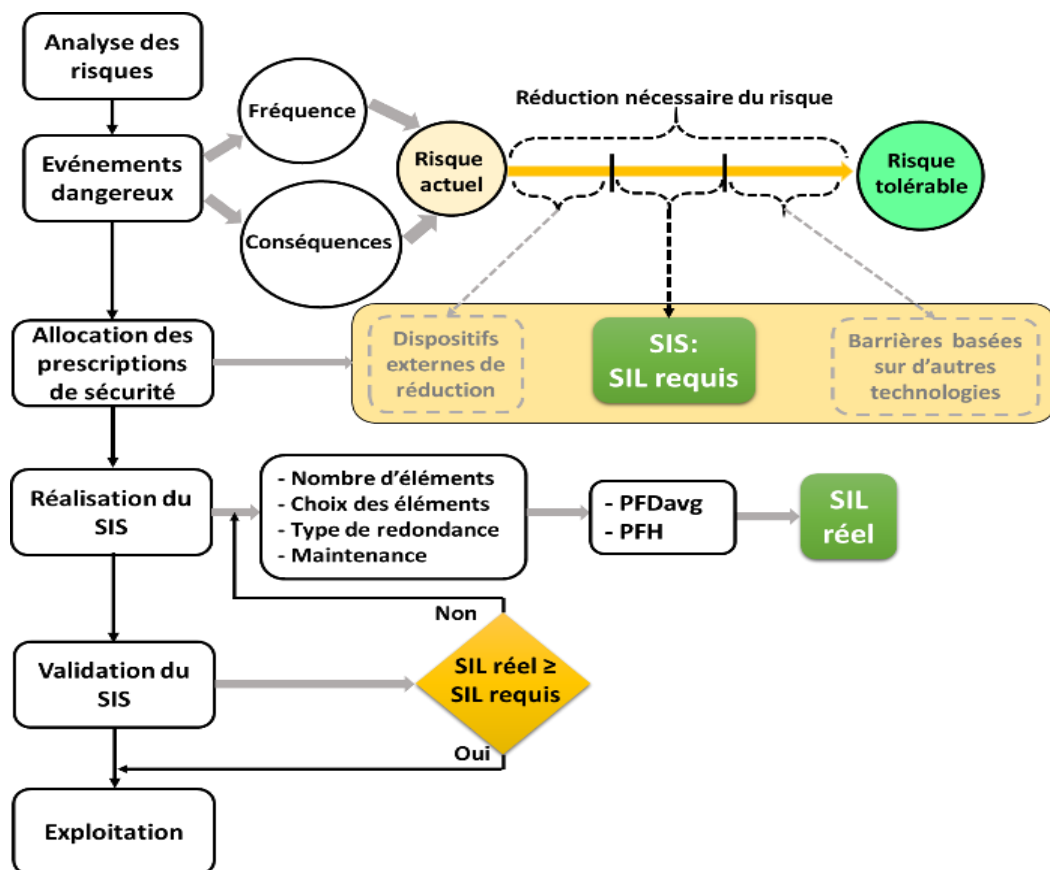 Analyse des
risques
Fréquence
Réduction nécessaire du risque
Evénements
dangereux
Risque
actuel
Risque
tolérable
Conséquences
Allocation des
prescriptions
de sécurité
Dispositifs
externes de
réduction
SIS:
SIL requis
Barrières basées
sur d'autres
technologies
Réalisation du
SIS
- Nombre d'éléments
- Choix des éléments
- Type de redondance
- Maintenance
- PFDavg
- PFH
SIL
réel
Non
Validation du
SIS
SIL réel ≥
SIL requis
Oui
Exploitation